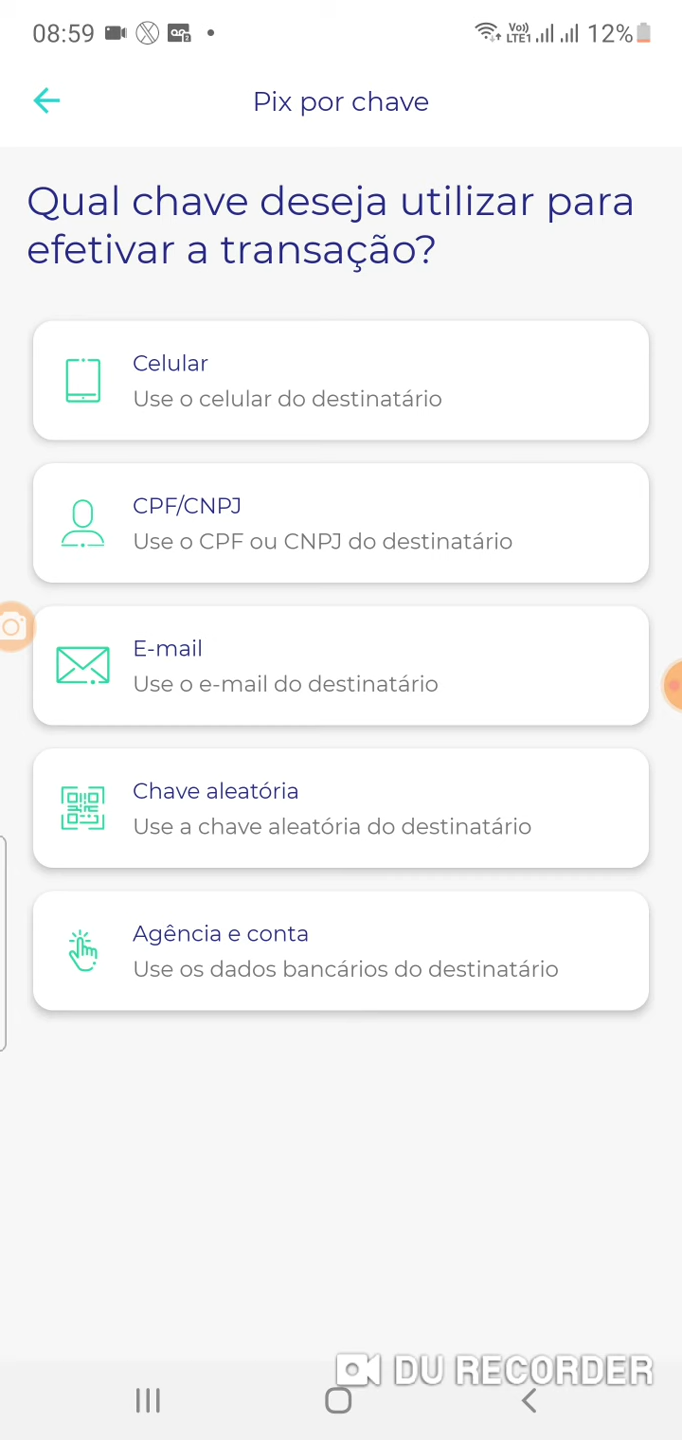 08:59
Vo))
LTE1
12%
Pix por chave
Qual chave deseja utilizar para
efetivar a transação?
Celular
Use o celular do destinatário
CPF/CNPJ
Use o CPF ou CNPJ do destinatário
E-mail
Use o e-mail do destinatário
Chave aleatória
Use a chave aleatória do destinatário
Agência e conta
Use os dados bancários do destinatário
DU RECORDER